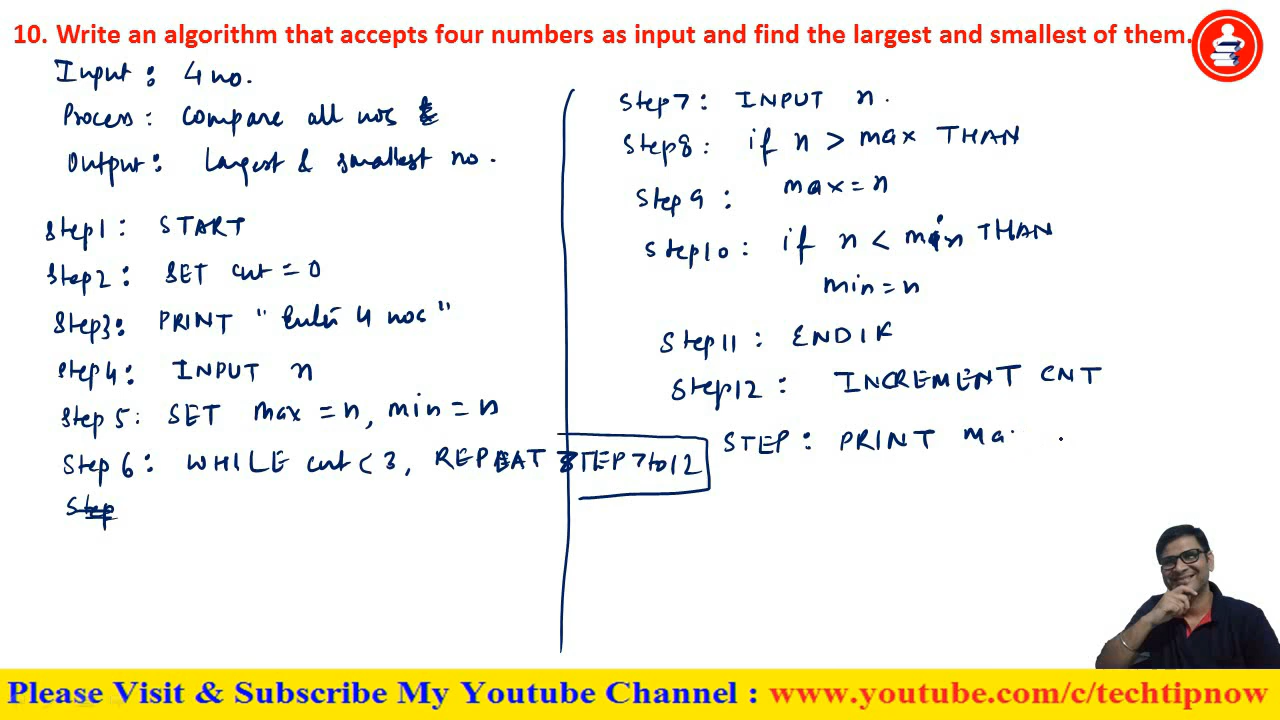 10. Write an algorithm that accepts four numbers as input and find the largest and smallest of them.
Input : 4 no.
Process : Compare all nos
Output : Largest & smallest no.
Step1 : START
Step2 : SET cnt = 0
Step3 : PRINT "Enter 4 nos"
Step4 : INPUT n
Step 5 : SET max = n, min = n
Step 6 : WHILE cnt < 3, REPEAT STEP 7 to 12
Step
Step7 : INPUT n.
Step8 : if n > max THAN
Step 9 : max = n
Step10 : if n < min THAN
min = n
Step11 : ENDIF
Step12 : INCREMENT CNT
STEP : PRINT Ma
Please Visit & Subscribe My Youtube Channel : www.youtube.com/c/techtipnow